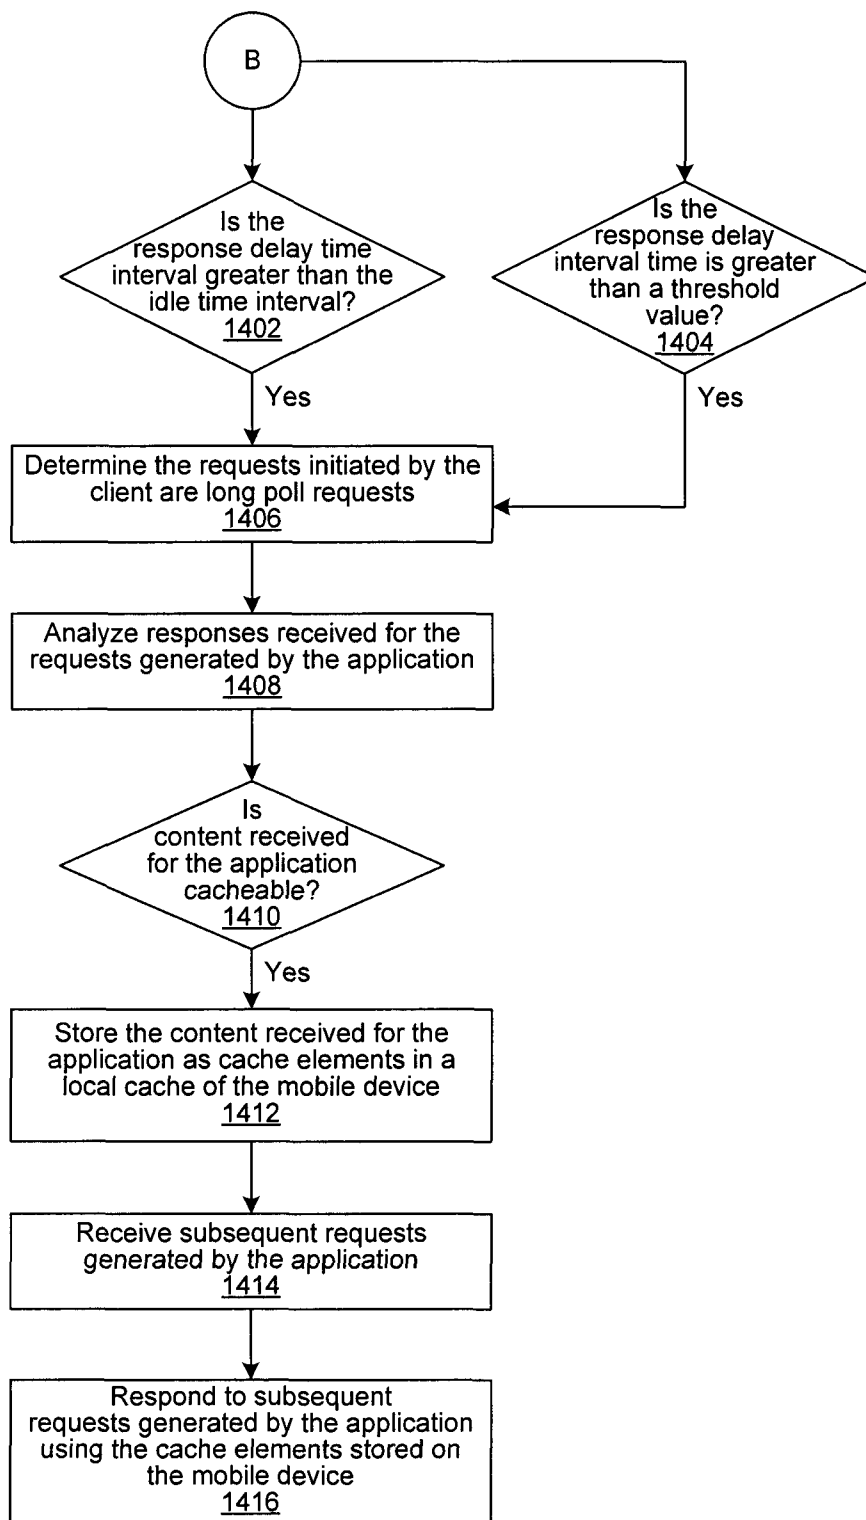 B
Is the
response delay time
interval greater than the
idle time interval?
1402
Is the
response delay
interval time is greater
than a threshold
value?
1404
Yes
Yes
Determine the requests initiated by the
client are long poll requests
1406
Analyze responses received for the
requests generated by the application
1408
Is
content received
for the application
cacheable?
1410
Yes
Store the content received for the
application as cache elements in a
local cache of the mobile device
1412
Receive subsequent requests
generated by the application
1414
Respond to subsequent
requests generated by the application
using the cache elements stored on
the mobile device
1416